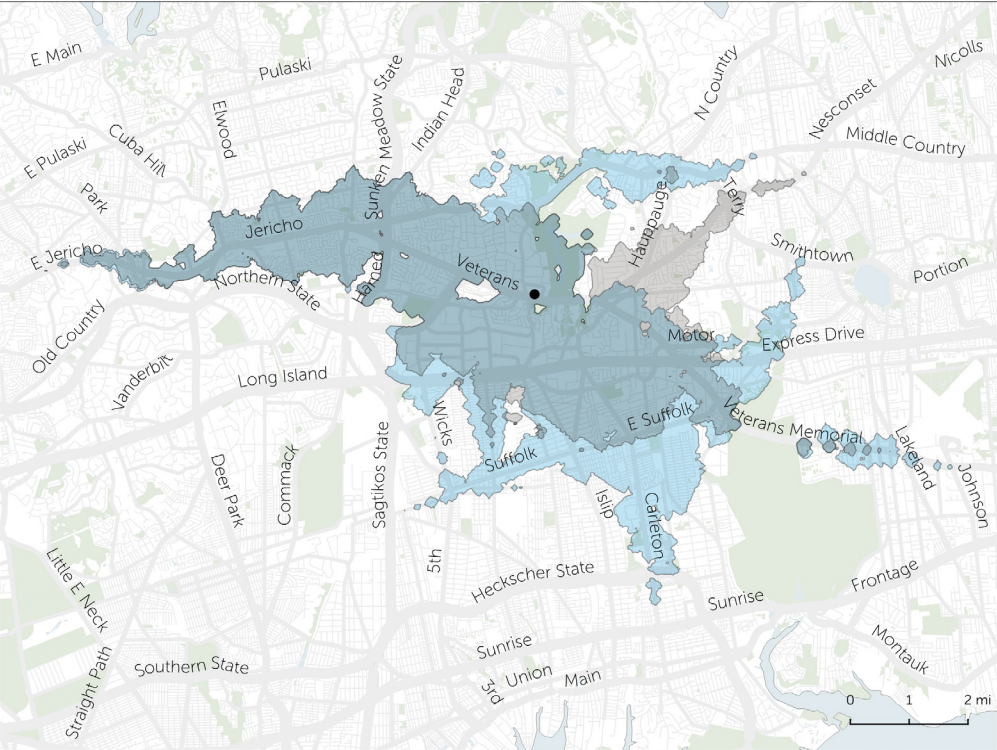 E Main
Pulaski
Sunken Meadow State
Indian Head
N Country
Nicolls
Nesconset
Elwood
Cuba Hill
E Pulaski
Middle Country
Park
Terry
Hauppauge
Jericho
E Jericho
Smithtown
Portion
Harned
Veterans
Northern State
Old Country
Motor
Express Drive
Vanderbilt
Long Island
Wicks
E Suffolk
Veterans Memorial
Lakeland
Suffolk
Johnson
Deer Park
Commack
Sagtikos State
Islip
Carleton
5th
Little E Neck
Heckscher State
Sunrise
Frontage
Montauk
Straight Path
Southern State
Sunrise
3rd
Union
Main
0 1 2 mi